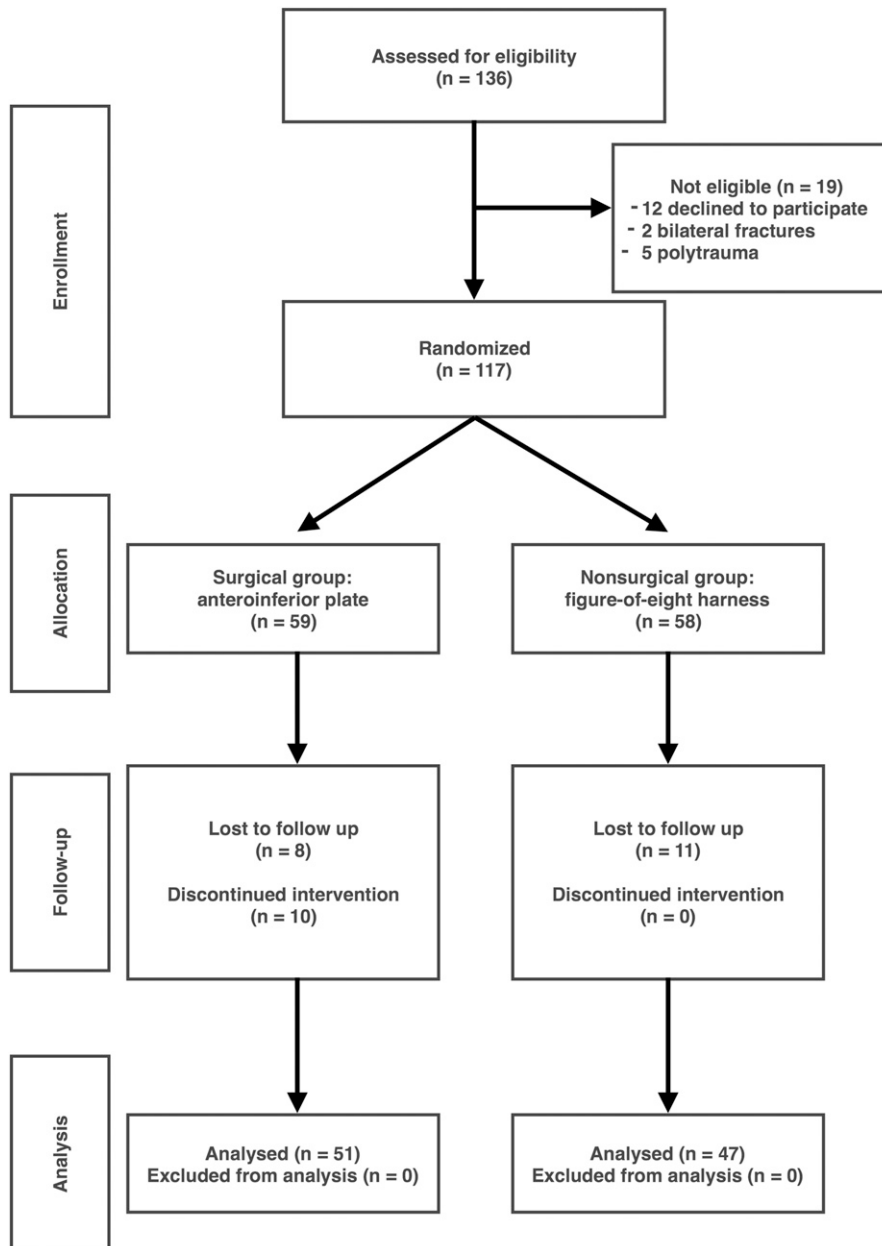 Assessed for eligibility
(n = 136)
Enrollment
Not eligible (n = 19)
- 12 declined to participate
- 2 bilateral fractures
- 5 polytrauma
Randomized
(n = 117)
Allocation
Surgical group:
anteroinferior plate
(n = 59)
Nonsurgical group:
figure-of-eight harness
(n = 58)
Follow-up
Lost to follow up
(n = 8)
Discontinued intervention
(n = 10)
Lost to follow up
(n = 11)
Discontinued intervention
(n = 0)
Analysis
Analysed (n = 51)
Excluded from analysis (n = 0)
Analysed (n = 47)
Excluded from analysis (n = 0)